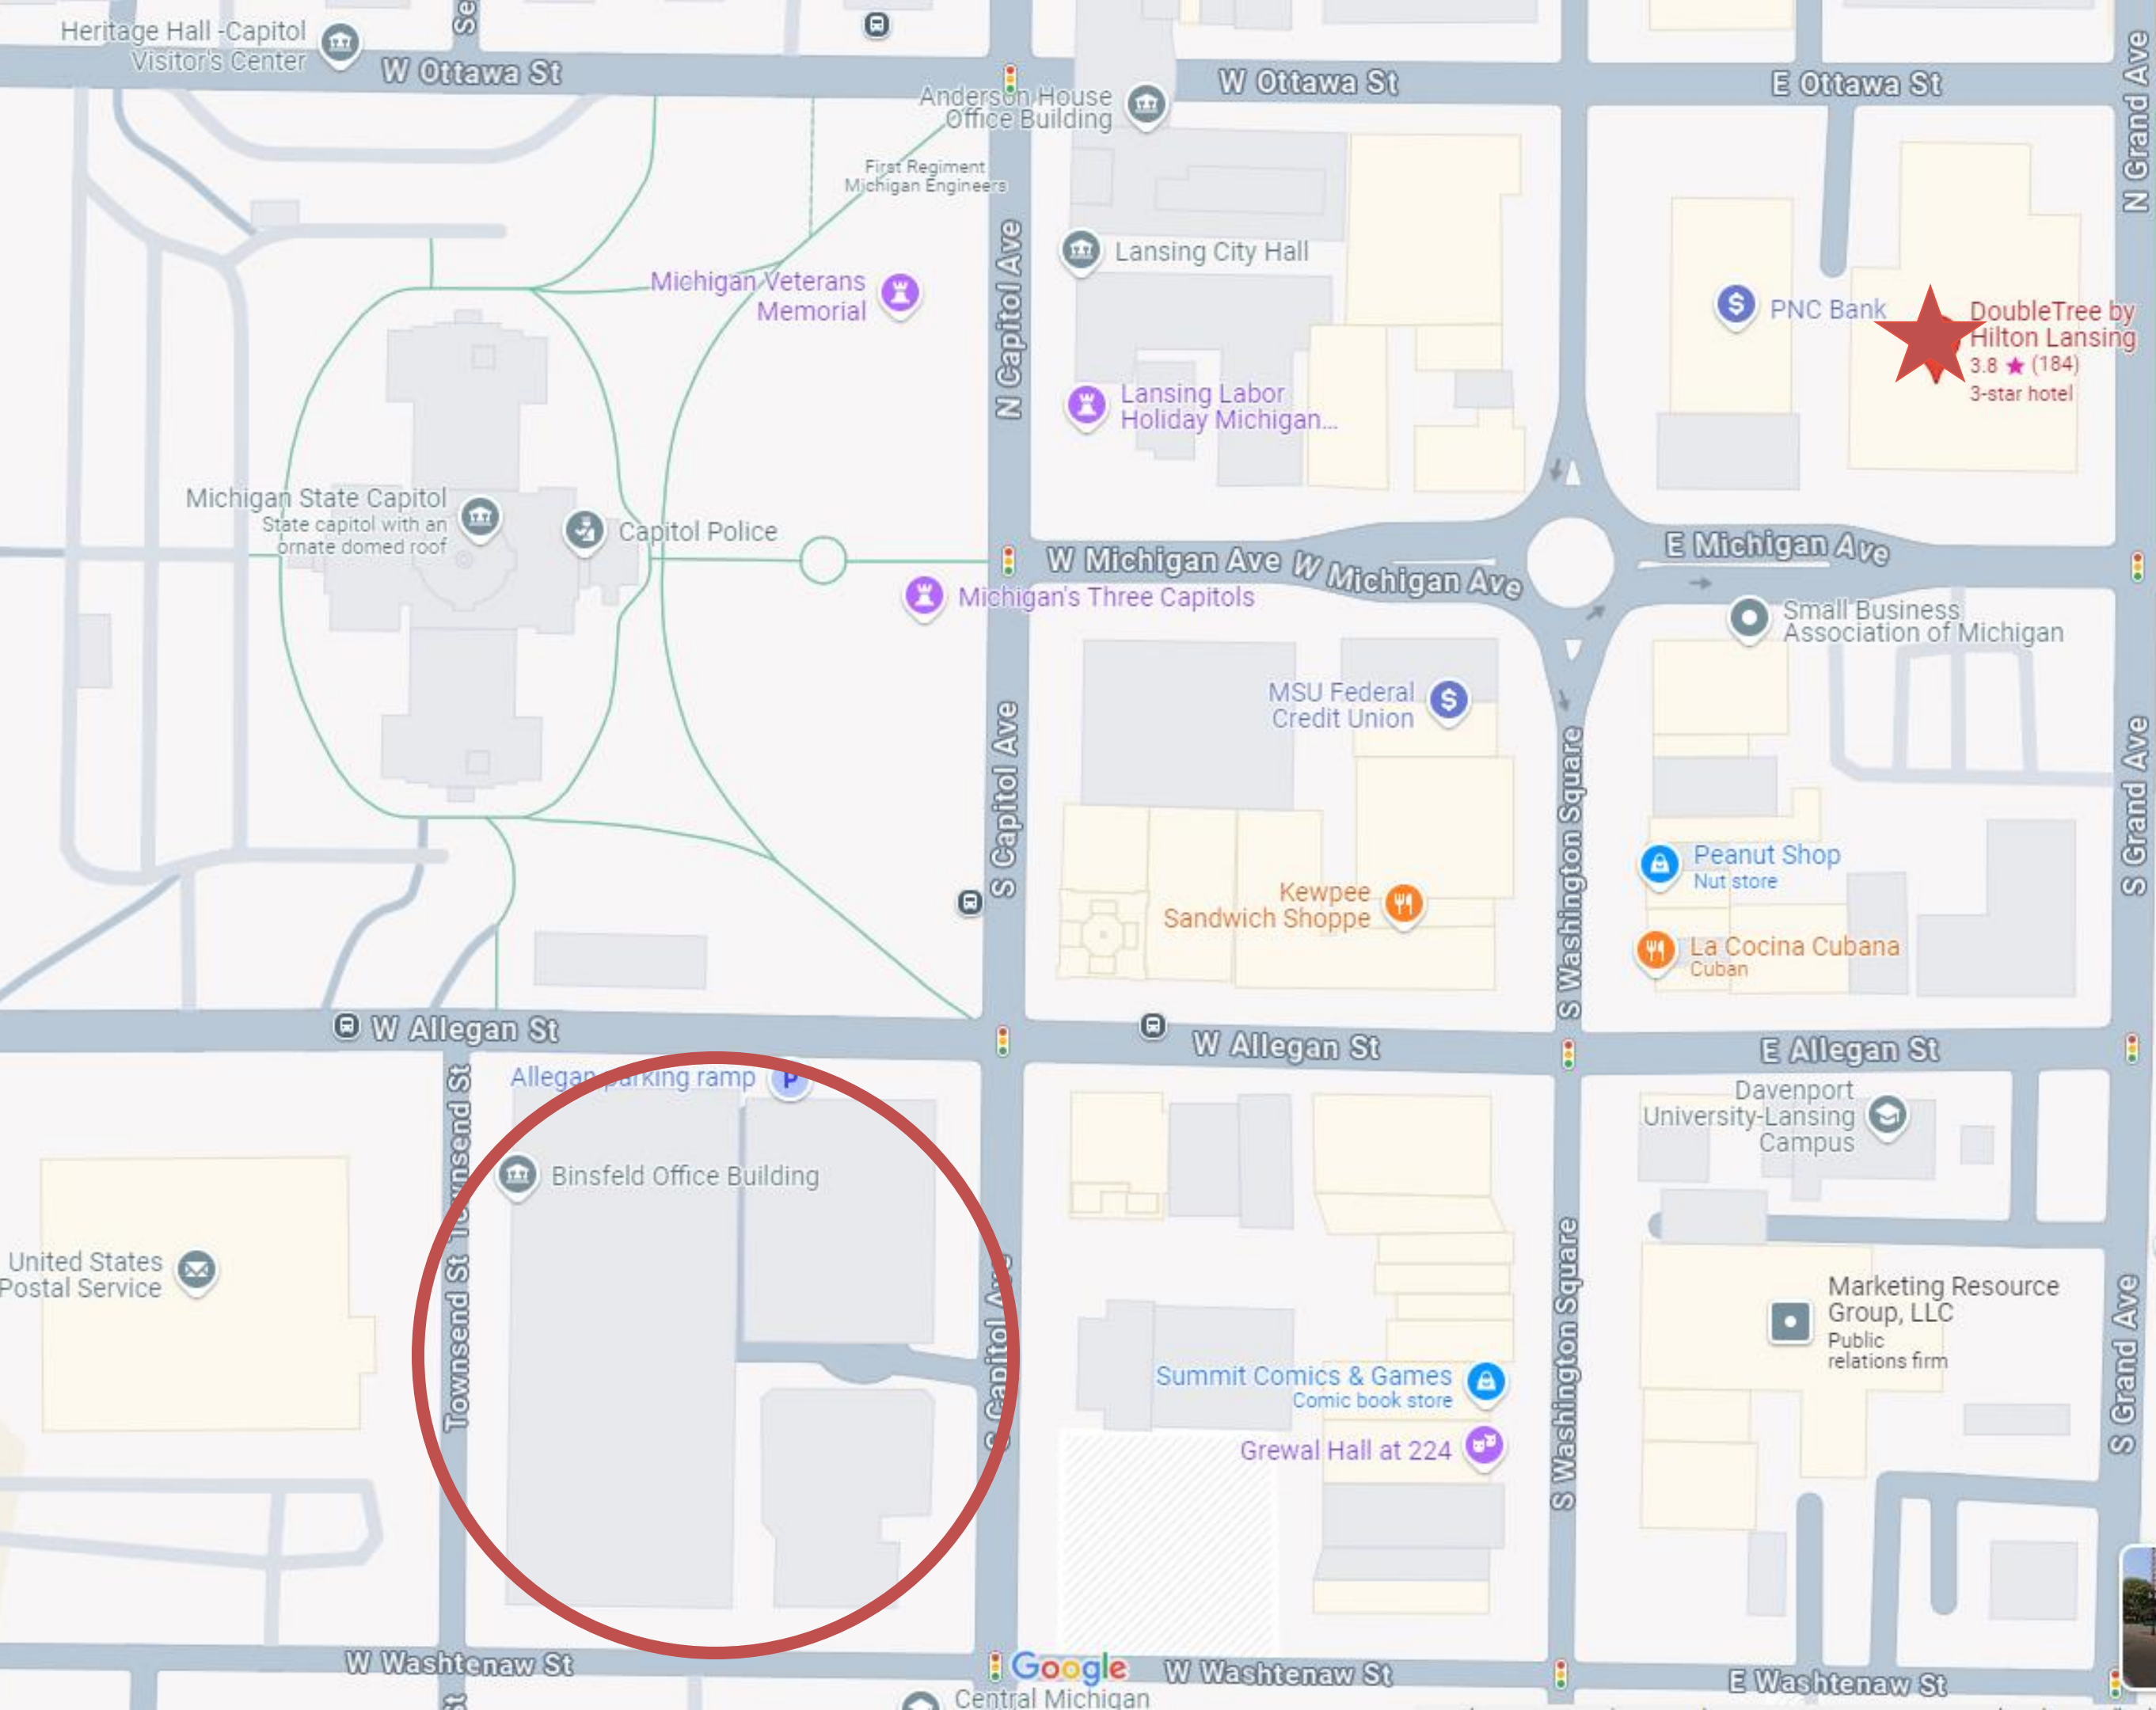 Heritage Hall -Capitol
Visitor's Center
Se
W Ottawa St
W Ottawa St
E Ottawa St
N Grand Ave
Anderson House
Office Building
First Regiment
Michigan Engineers
N Capitol Ave
Lansing City Hall
Michigan Veterans
Memorial
PNC Bank
DoubleTree by
Hilton Lansing
3.8 ★ (184)
3-star hotel
Lansing Labor
Holiday Michigan...
Michigan State Capitol
State capitol with an
ornate domed roof
Capitol Police
W Michigan Ave
W Michigan Ave
E Michigan Ave
Michigan's Three Capitols
Small Business
Association of Michigan
MSU Federal
Credit Union
S Capitol Ave
S Washington Square
S Grand Ave
Peanut Shop
Nut store
Kewpee
Sandwich Shoppe
La Cocina Cubana
Cuban
W Allegan St
W Allegan St
E Allegan St
Allegan parking ramp
P
Townsend St
Davenport
University-Lansing
Campus
Binsfeld Office Building
United States
Postal Service
Townsend St
S Capitol Ave
S Washington Square
Marketing Resource
Group, LLC
Public
relations firm
S Grand Ave
Summit Comics & Games
Comic book store
Grewal Hall at 224
W Washtenaw St
Google
W Washtenaw St
E Washtenaw St
Central Michigan